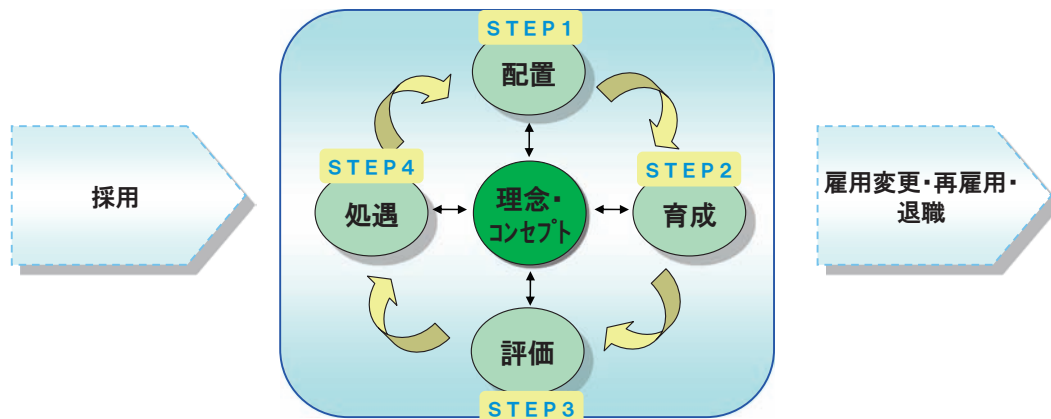 STEP1
配置
採用
STEP4
処遇
理念・
コンセプト
STEP2
育成
雇用変更・再雇用・
退職
評価
STEP3